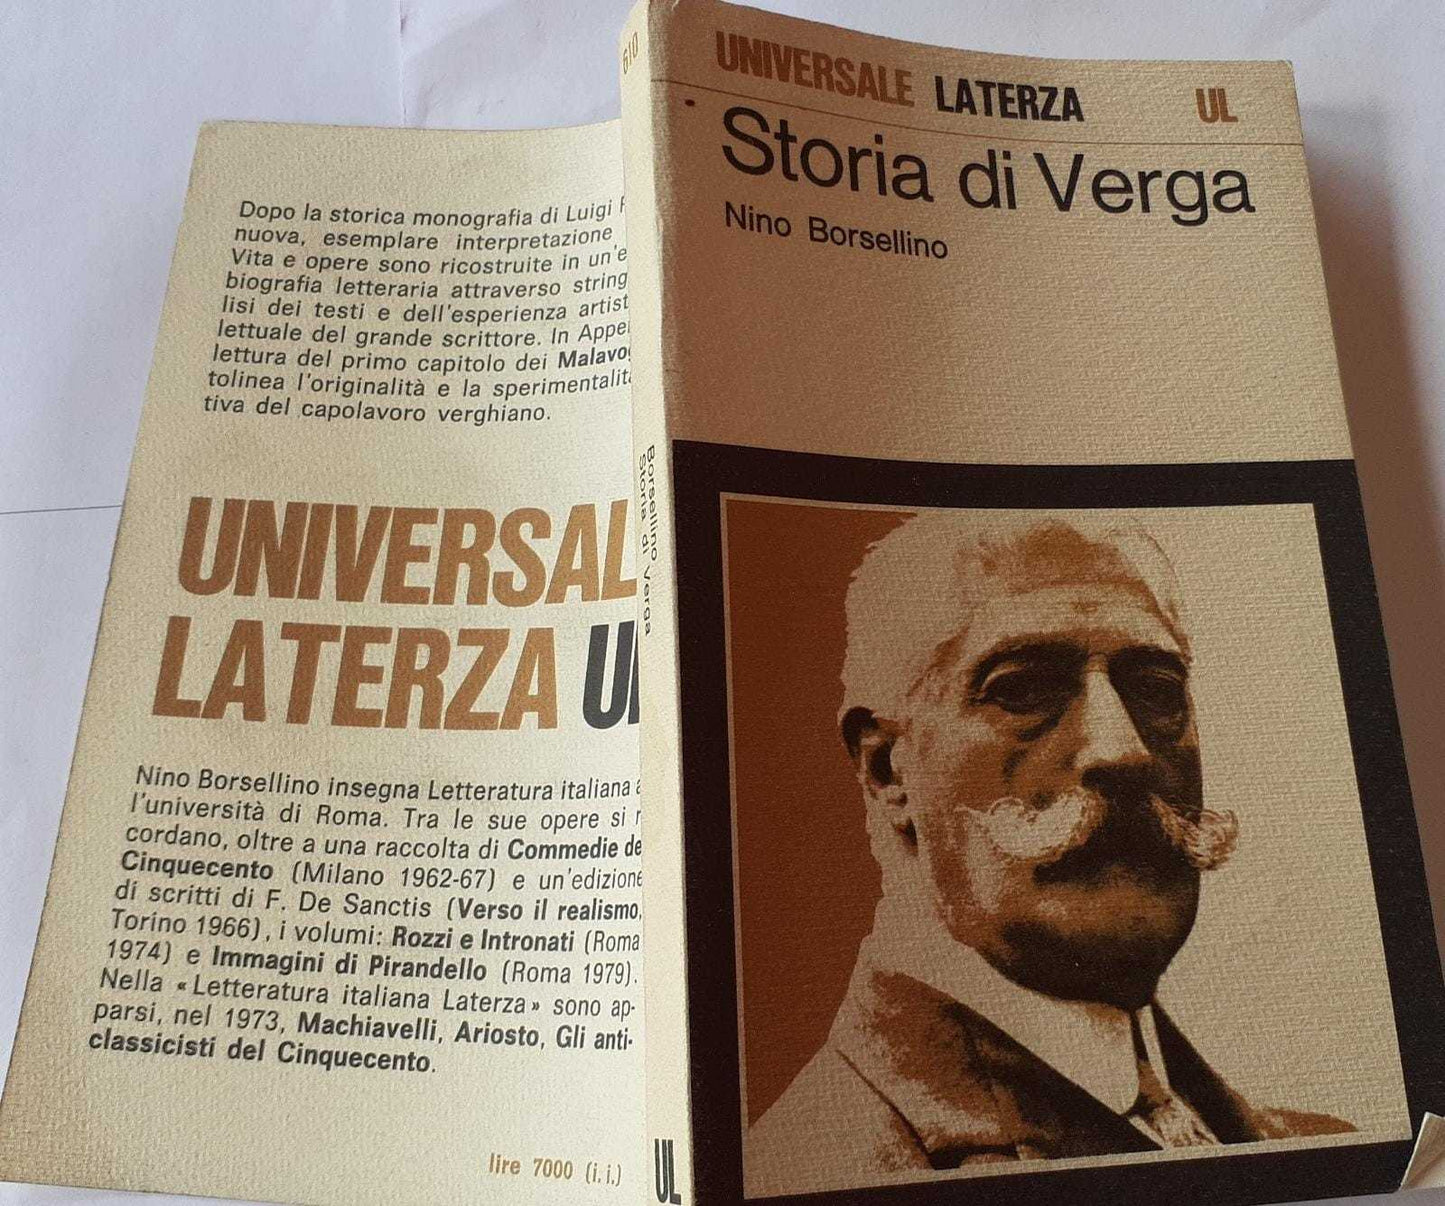 Dopo la storica monografia di Luigi
nuova, esemplare interpretazione
Vita e opere sono ricostruite in un'e
biografia letteraria attraverso string
lisi dei testi e dell'esperienza artist
lettuale del grande scrittore. In Appe
lettura del primo capitolo dei Malavo
tolinea l'originalità e la sperimentalit
tiva del capolavoro verghiano.
UNIVERSAL
LATERZA U
Nino Borsellino insegna Letteratura italiana a
l'università di Roma. Tra le sue opere si r
cordano, oltre a una raccolta di Commedie de
Cinquecento (Milano 1962-67) e un'edizione
di scritti di F. De Sanctis (Verso il realismo,
Torino 1966), i volumi: Rozzi e Intronati (Roma
1974) e Immagini di Pirandello (Roma 1979).
Nella «Letteratura italiana Laterza» sono ap-
parsi, nel 1973, Machiavelli, Ariosto, Gli anti-
classicisti del Cinquecento.
lire 7000 (i.i.)
610
Borsellino
Storia di Verga
UL
UNIVERSALE LATERZA UL
Storia di Verga
Nino Borsellino